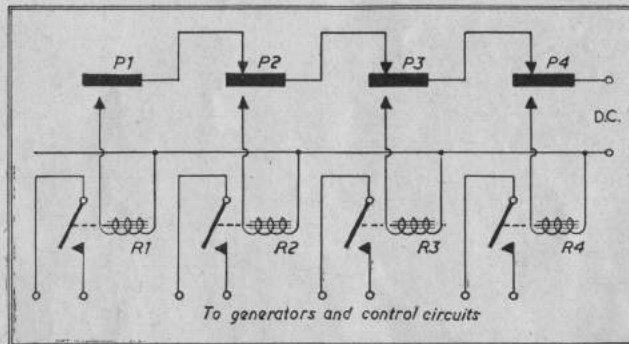 P1 P2 P3 P4
D.C.
R1 R2 R3 R4
To generators and control circuits